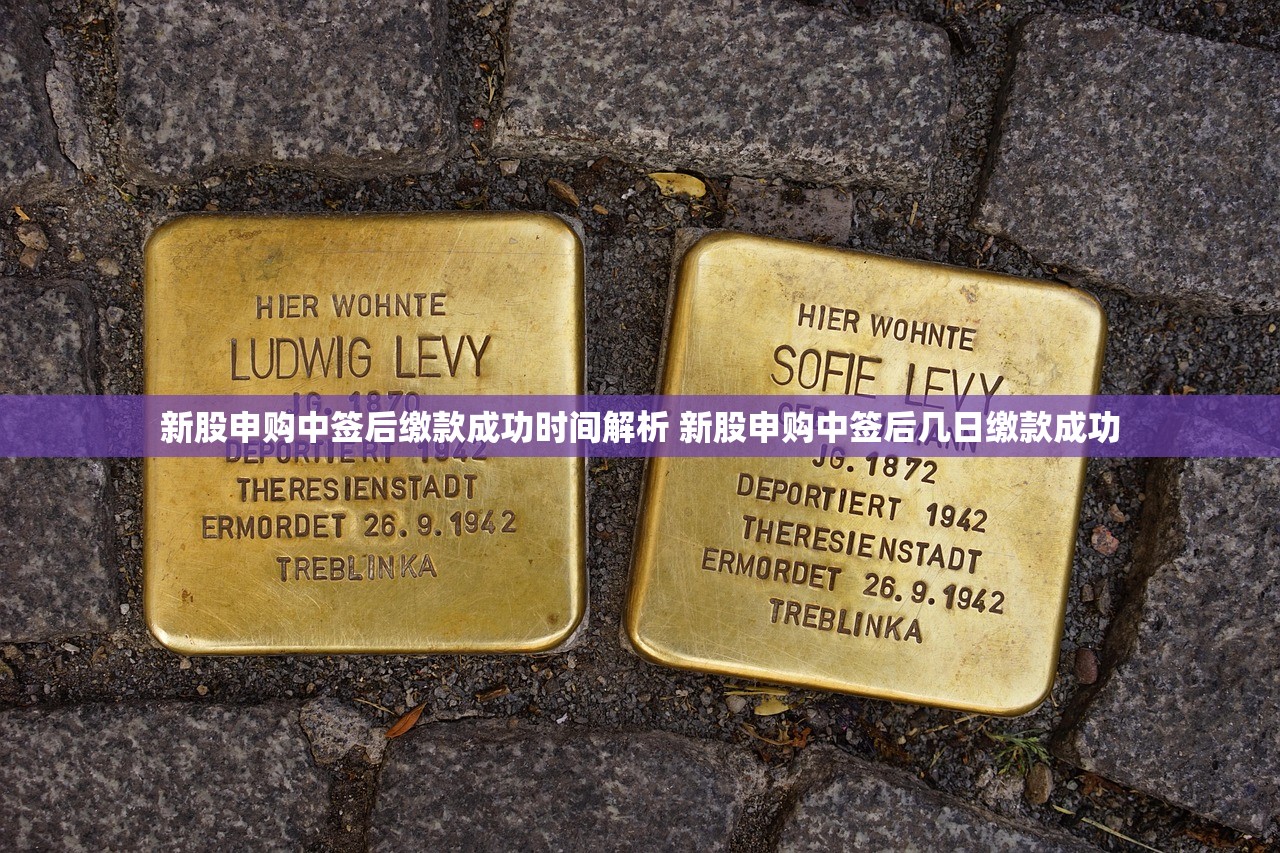 HIER WOHNTE
LUDWIG LEVY
JG. 1870
DEPORTIERT 1942
THERESIENSTADT
ERMORDET 26.9.1942
TREBLINKA
HIER WOHNTE
SOFIE LEVY
JG. 1872
DEPORTIERT 1942
THERESIENSTADT
ERMORDET 26.9.1942
TREBLINKA
新股申购中签后缴款成功时间解析 新股申购中签后几日缴款成功